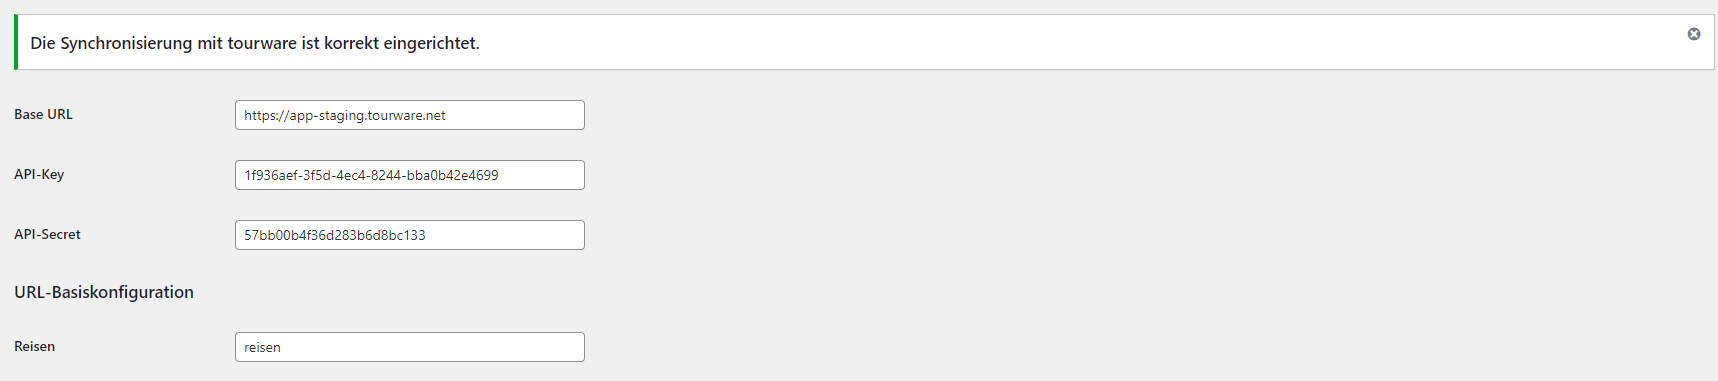 Die Synchronisierung mit tourware ist korrekt eingerichtet.
Base URL https://app-staging.tourware.net
API-Key 1f936aef-3f5d-4ec4-8244-bba0b42e4699
API-Secret 57bb00b4f36d283b6d8bc133
URL-Basiskonfiguration
Reisen reisen